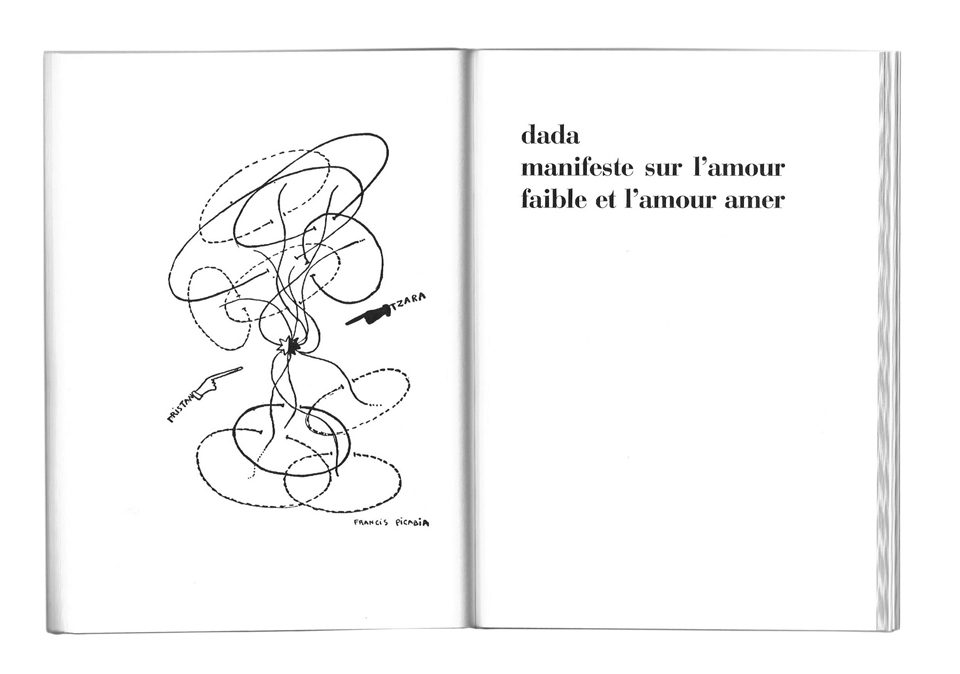 TZARA
TRISTAN
FRANCIS PICABIA
dada
manifeste sur l'amour
faible et l'amour amer